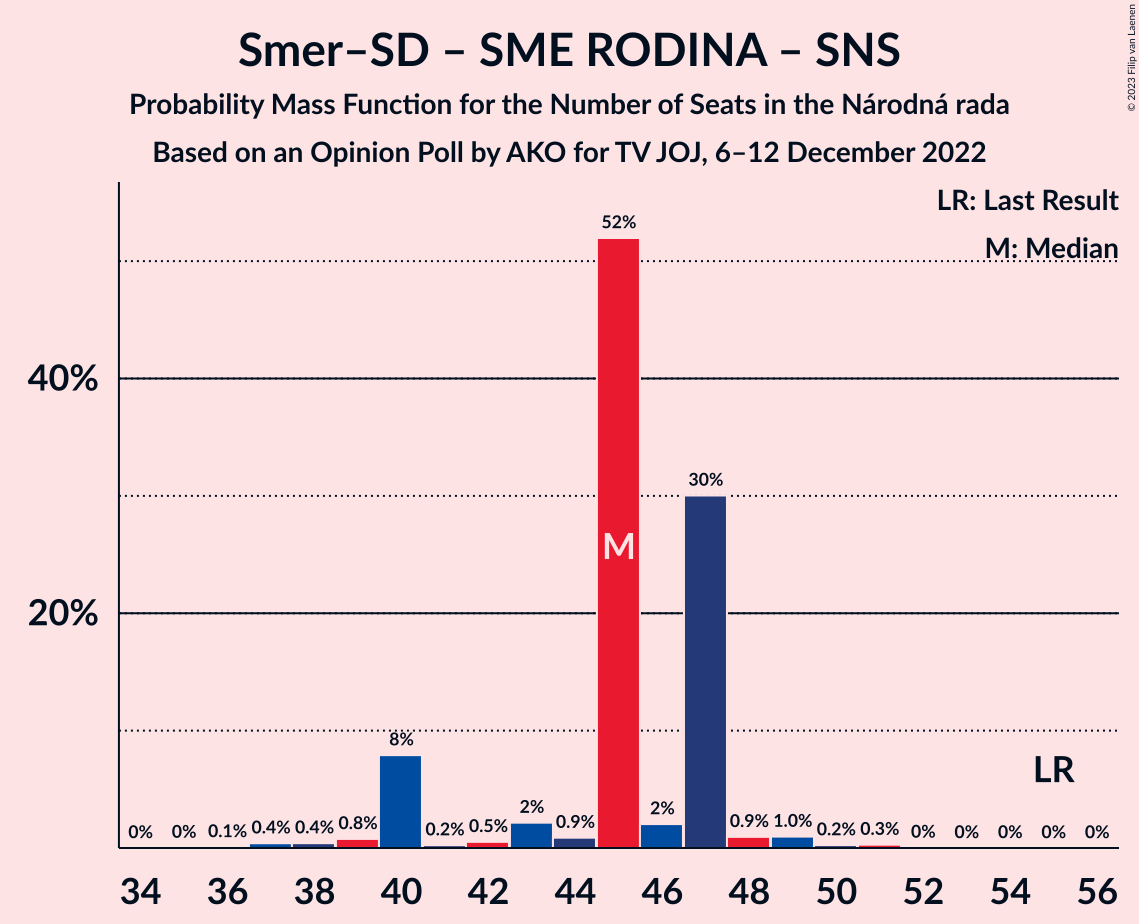 Smer–SD – SME RODINA – SNS
Probability Mass Function for the Number of Seats in the Národná rada
Based on an Opinion Poll by AKO for TV JOJ, 6–12 December 2022
© 2023 Filip van Laenen
LR: Last Result
M: Median
52%
40%
30%
M
20%
8%
LR
0% 0% 0.1% 0.4% 0.4% 0.8% 0.2% 0.5% 2% 0.9% 2% 0.9% 1.0% 0.2% 0.3% 0% 0% 0% 0% 0%
34 36 38 40 42 44 46 48 50 52 54 56